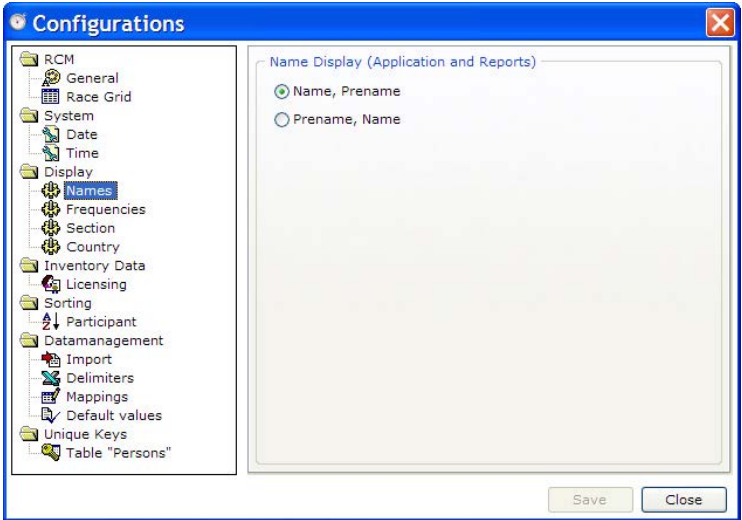 Configurations
RCM
General
Race Grid
System
Date
Time
Display
Names
Frequencies
Section
Country
Inventory Data
Licensing
Sorting
Participant
Datamanagement
Import
Delimiters
Mappings
Default values
Unique Keys
Table "Persons"
Name Display (Application and Reports)
Name, Prename
Prename, Name
Save
Close